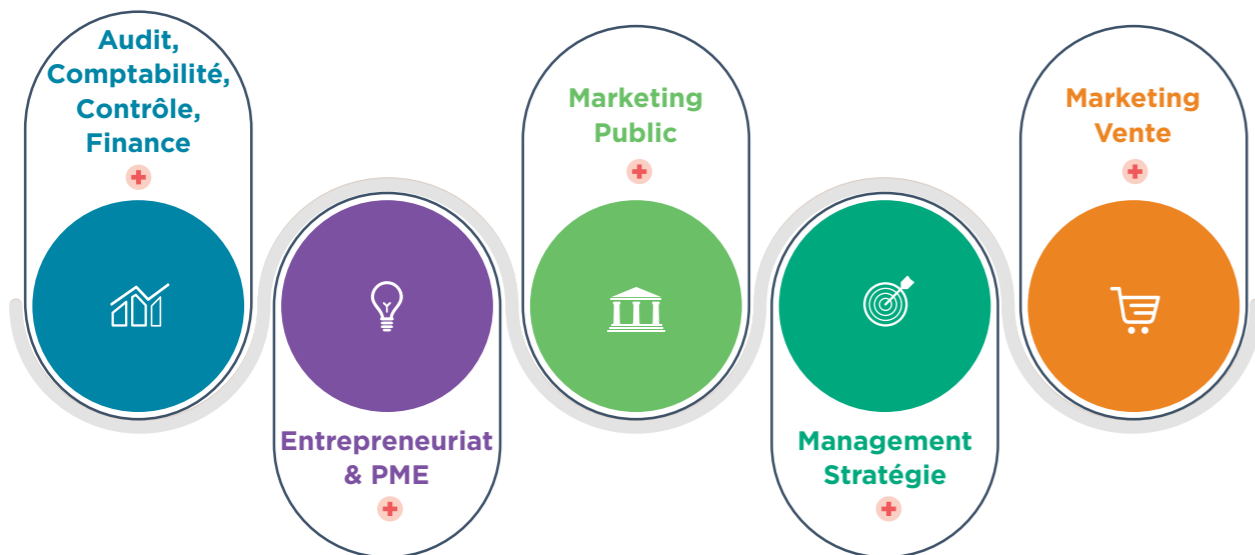 Audit,
Comptabilité,
Contrôle,
Finance
Entrepreneuriat
& PME
Marketing
Public
Management
Stratégie
Marketing
Vente